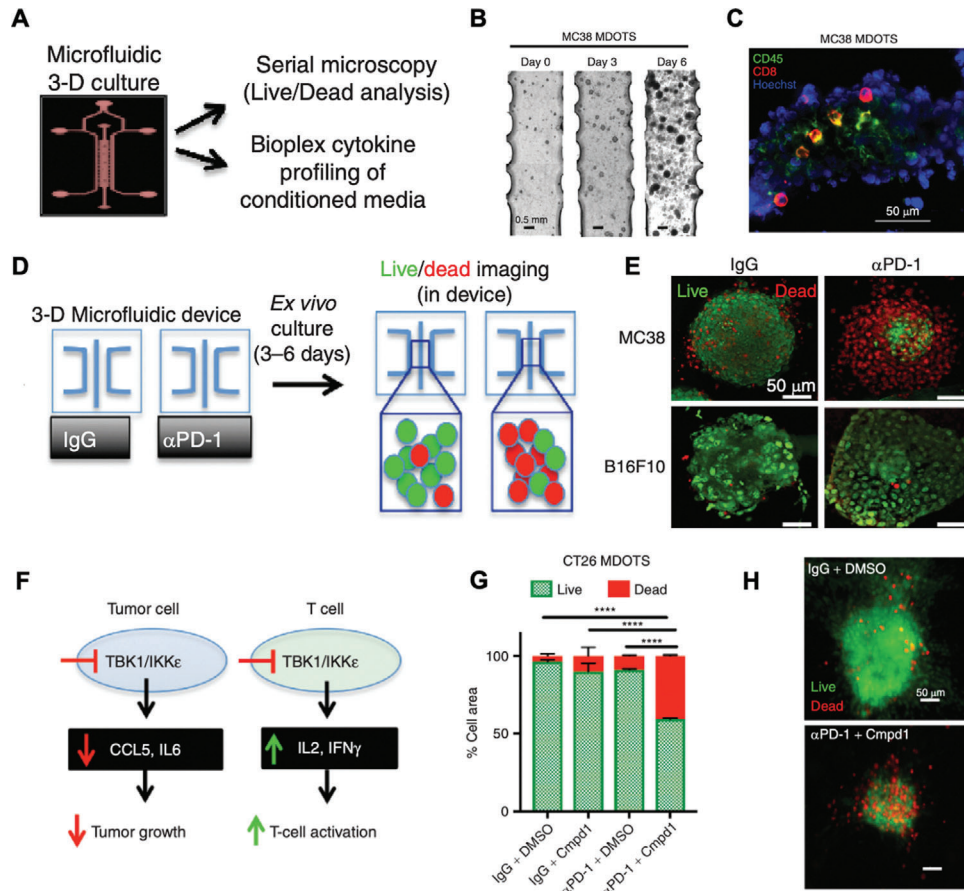 A
Microfluidic
3-D culture
Serial microscopy
(Live/Dead analysis)
Bioplex cytokine
profiling of
conditioned media
B
MC38 MDOTS
Day 0
Day 3
Day 6
0.5 mm
C
MC38 MDOTS
CD45
CD8
Hoechst
50 μm
D
3-D Microfluidic device
IgG
αPD-1
Ex vivo
culture
(3–6 days)
Live/dead imaging
(in device)
E
IgG
αPD-1
Live
Dead
MC38
50 μm
B16F10
F
Tumor cell
T cell
TBK1/IKKε
TBK1/IKKε
CCL5, IL6
IL2, IFNγ
Tumor growth
T-cell activation
G
CT26 MDOTS
Live
Dead
****
****
****
% Cell area
100
50
0
IgG + DMSO
IgG + Cmpd1
αPD-1 + DMSO
αPD-1 + Cmpd1
H
IgG + DMSO
Live
Dead
50 μm
αPD-1 + Cmpd1